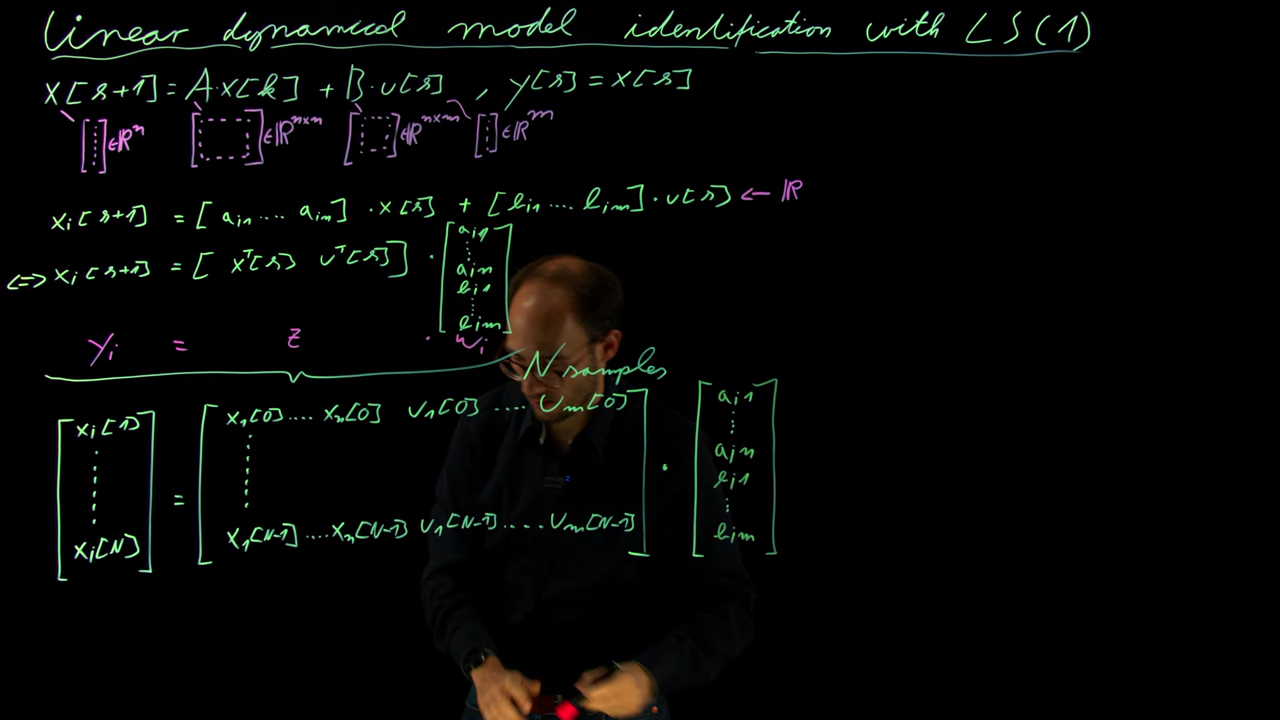 linear dynamical model identification with LS(1)
x[k+1] = A·x[k] + B·u[k] , y[k] = x[k]
[ ] ∈ ℝⁿ [ ] ∈ ℝⁿˣⁿ [ ] ∈ ℝⁿˣᵐ [ ] ∈ ℝᵐ
xᵢ[k+1] = [ aᵢ₁ .... aᵢₙ ] · x[k] + [bᵢ₁ .... bᵢₘ] · u[k] ← ℝ
⇔ xᵢ[k+1] = [ xᵀ[k] uᵀ[k] ] · [ aᵢ₁ ⋮ aᵢₙ bᵢ₁ ⋮ bᵢₘ ]
yᵢ = z · wᵢ
N samples
[ xᵢ[1] ⋮ xᵢ[N] ] = [ x₁[0] .... xₙ[0] u₁[0] .... uₘ[0] ⋮ x₁[N-1] .... xₙ[N-1] u₁[N-1] .... uₘ[N-1] ] · [ aᵢ₁ ⋮ aᵢₙ bᵢ₁ ⋮ bᵢₘ ]